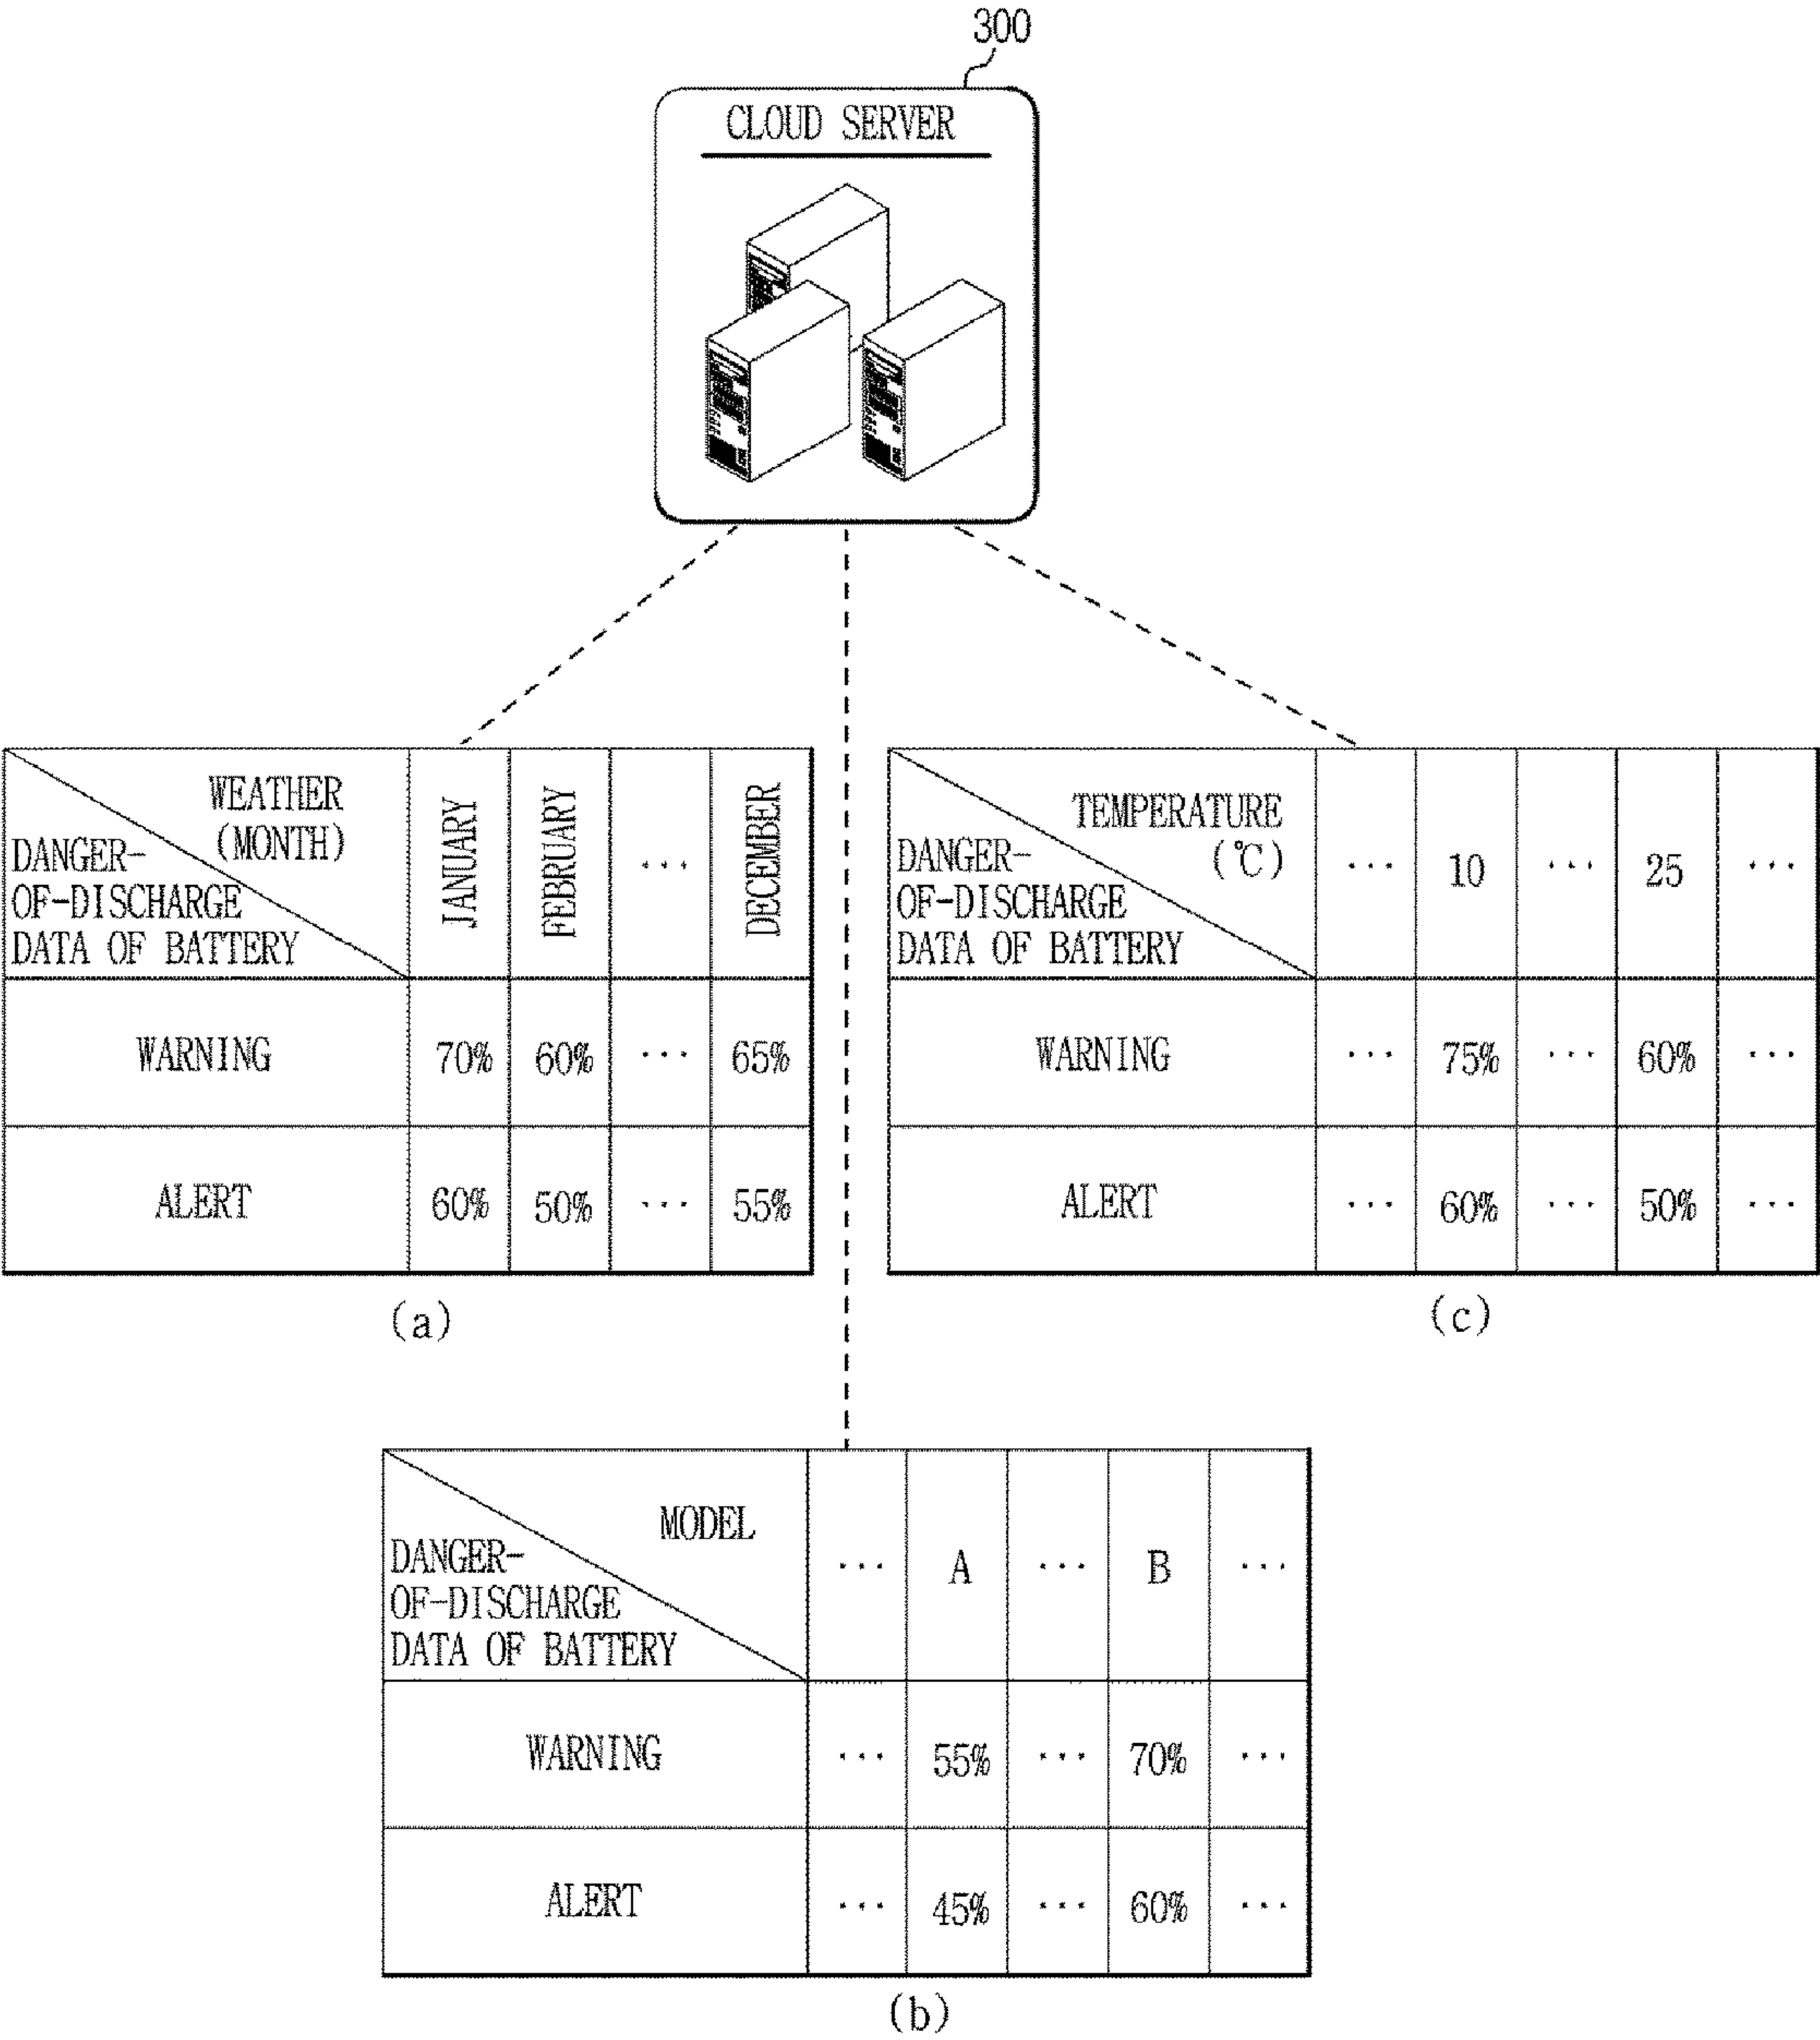 300
CLOUD SERVER
WEATHER
(MONTH)
DANGER-
OF-DISCHARGE
DATA OF BATTERY
JANUARY
FEBRUARY
...
DECEMBER
WARNING
70%
60%
...
65%
ALERT
60%
50%
...
55%
(a)
TEMPERATURE
(℃)
DANGER-
OF-DISCHARGE
DATA OF BATTERY
...
10
...
25
...
WARNING
...
75%
...
60%
...
ALERT
...
60%
...
50%
...
(c)
MODEL
DANGER-
OF-DISCHARGE
DATA OF BATTERY
...
A
...
B
...
WARNING
...
55%
...
70%
...
ALERT
...
45%
...
60%
...
(b)